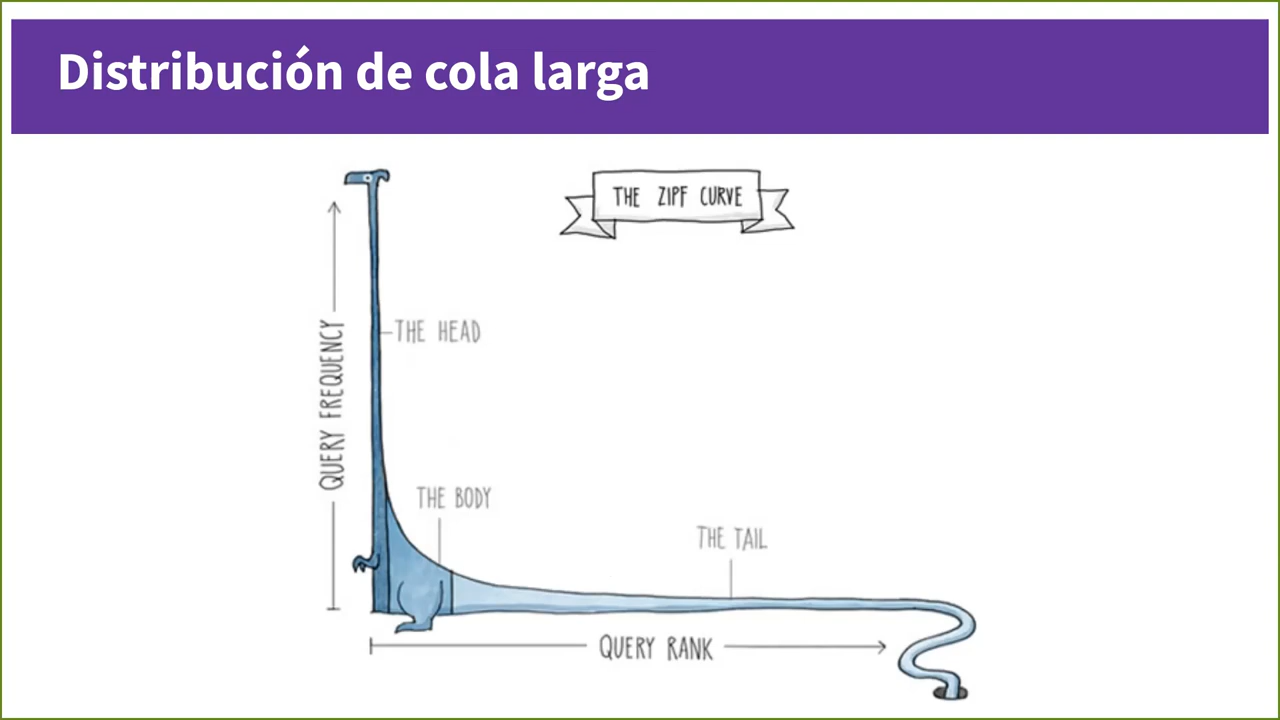 Distribución de cola larga
THE ZIPF CURVE
THE HEAD
QUERY FREQUENCY
THE BODY
THE TAIL
QUERY RANK